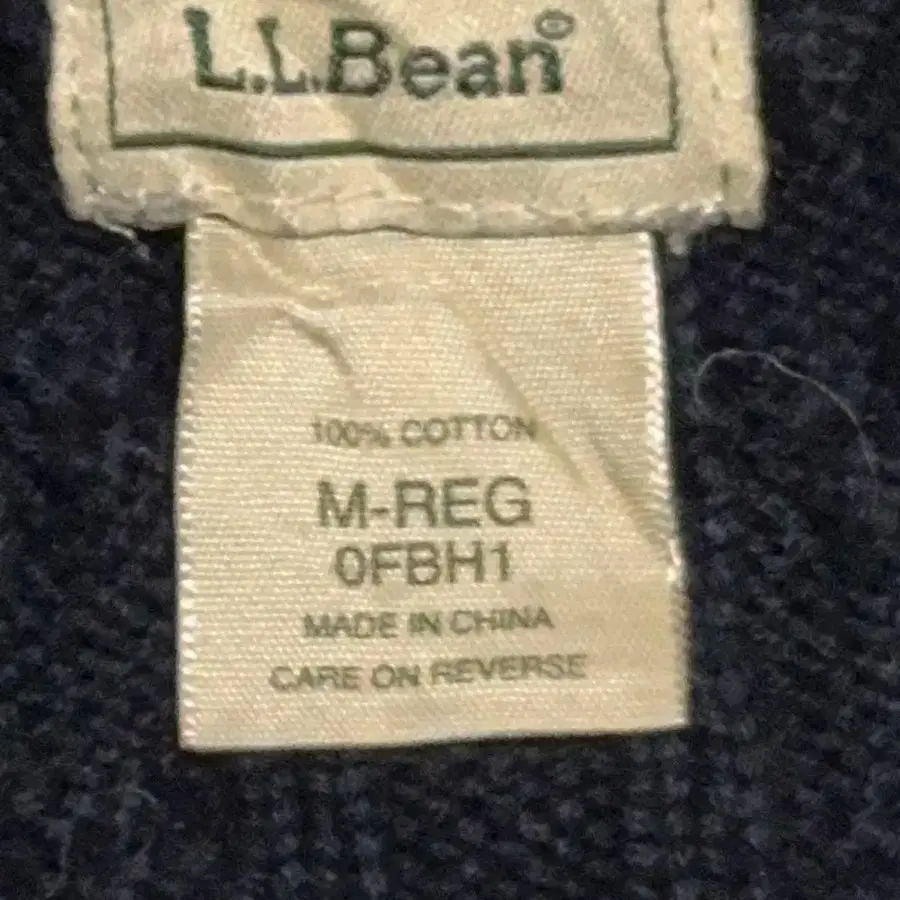 L.L.Bean®
100% COTTON
M-REG
0FBH1
MADE IN CHINA
CARE ON REVERSE